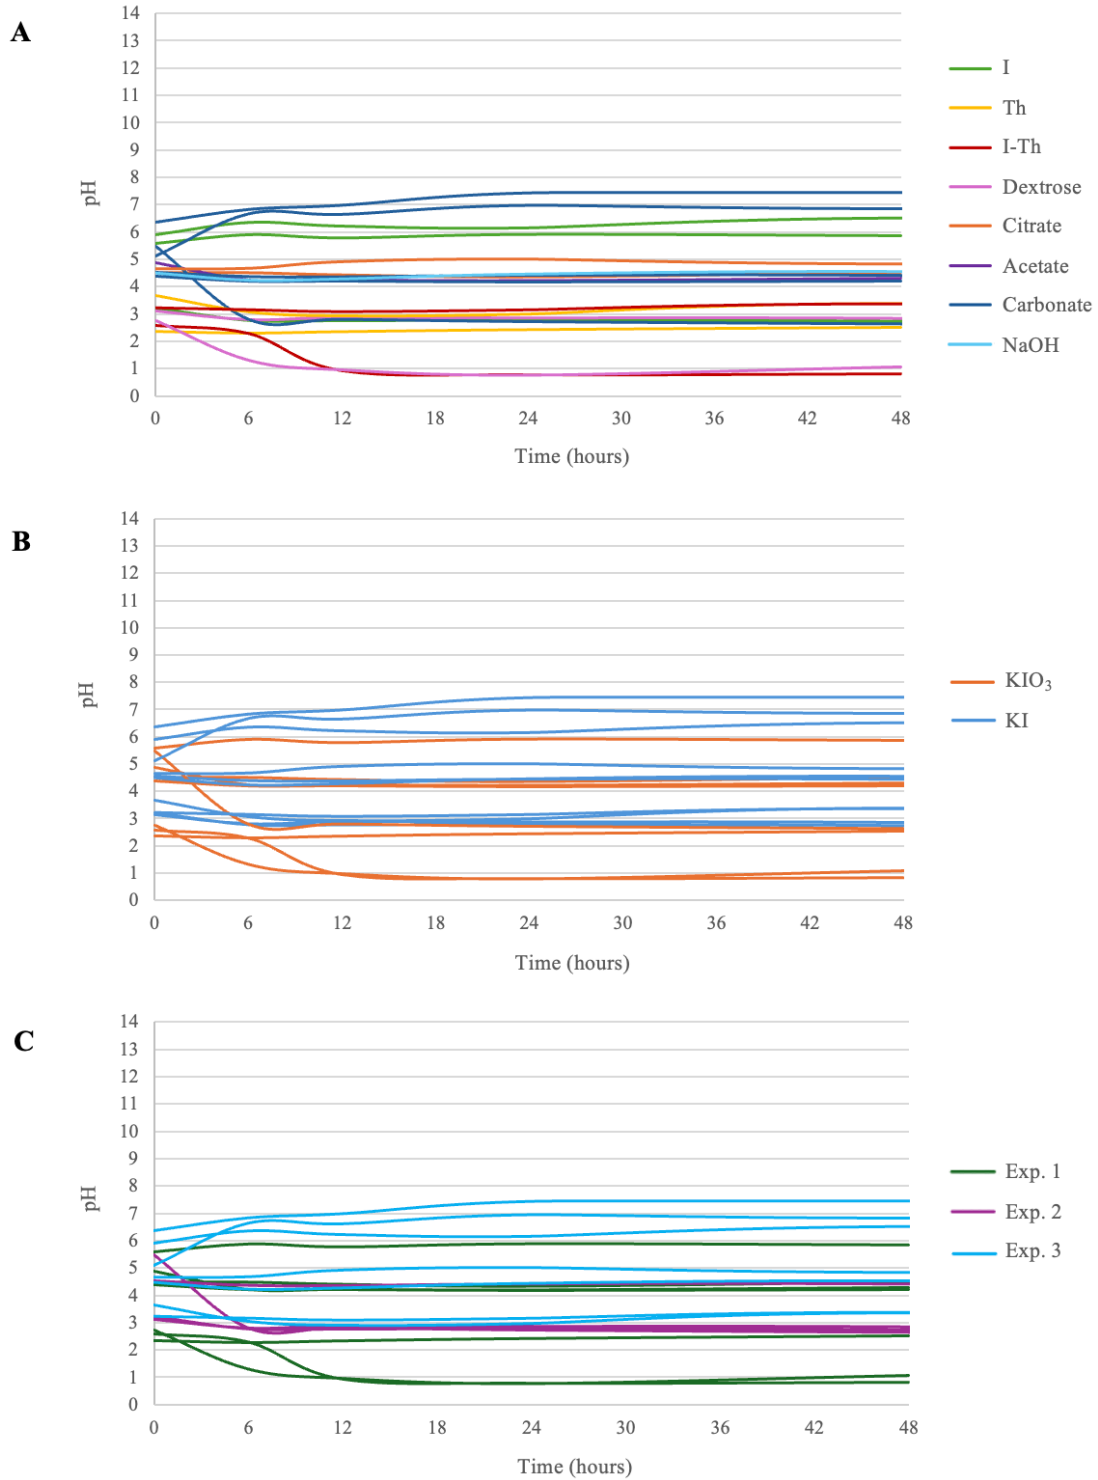 A
14
13
12
11
10
9
8
7
6
5
4
3
2
1
0
pH
0 6 12 18 24 30 36 42 48
Time (hours)
I
Th
I-Th
Dextrose
Citrate
Acetate
Carbonate
NaOH
B
14
13
12
11
10
9
8
7
6
5
4
3
2
1
0
pH
0 6 12 18 24 30 36 42 48
Time (hours)
KIO₃
KI
C
14
13
12
11
10
9
8
7
6
5
4
3
2
1
0
pH
0 6 12 18 24 30 36 42 48
Time (hours)
Exp. 1
Exp. 2
Exp. 3